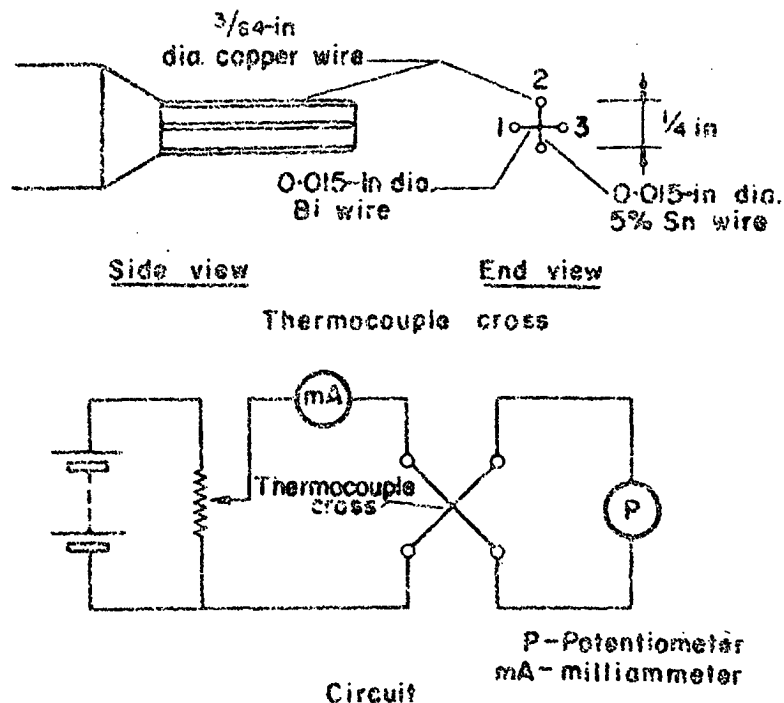 3/64-in
dia. copper wire
2
1
3
1/4 in
0.015-in dia.
Bi wire
0.015-in dia.
5% Sn wire
Side view
End view
Thermocouple cross
mA
Thermocouple
cross
P
P-Potentiometer
mA-milliammeter
Circuit